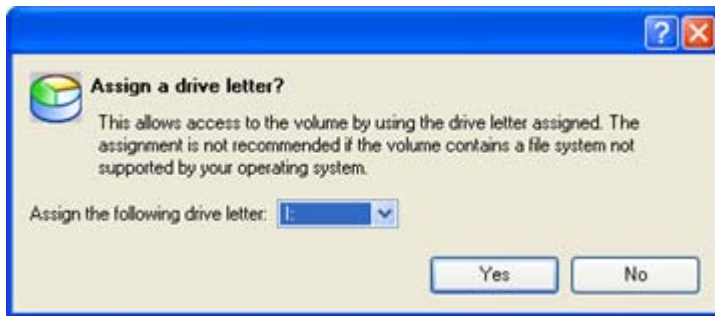 Assign a drive letter?
This allows access to the volume by using the drive letter assigned. The
assignment is not recommended if the volume contains a file system not
supported by your operating system.
Assign the following drive letter: I:
Yes No